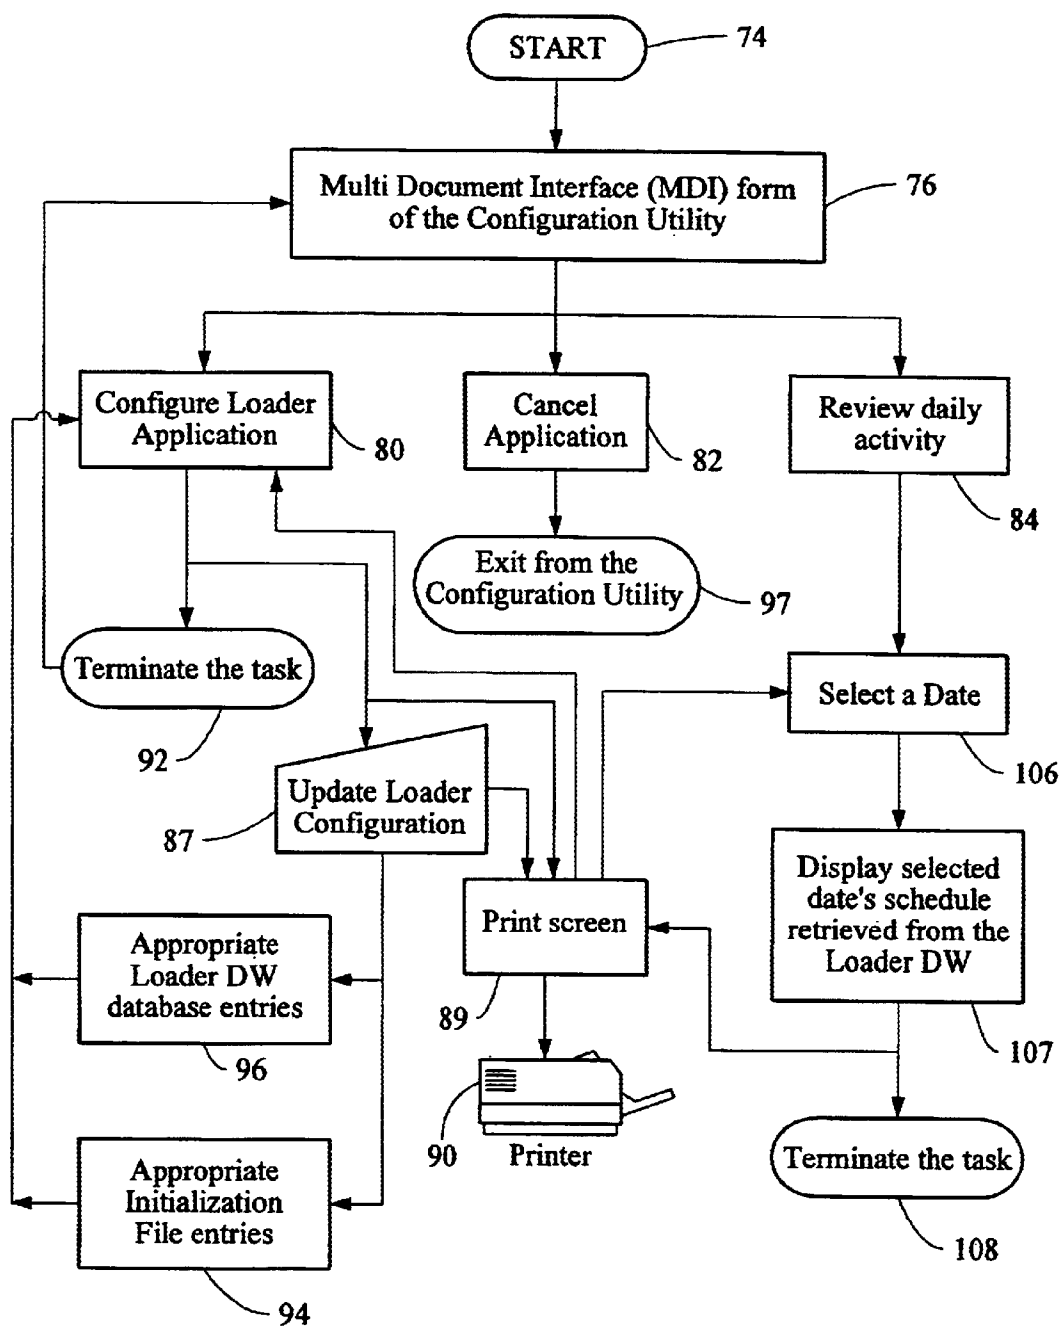 START
74
Multi Document Interface (MDI) form
of the Configuration Utility
76
Configure Loader
Application
80
Cancel
Application
82
Review daily
activity
84
Exit from the
Configuration Utility
97
Terminate the task
92
Select a Date
106
Update Loader
Configuration
87
Print screen
89
Display selected
date's schedule
retrieved from the
Loader DW
107
Appropriate
Loader DW
database entries
96
90
Printer
Terminate the task
108
Appropriate
Initialization
File entries
94